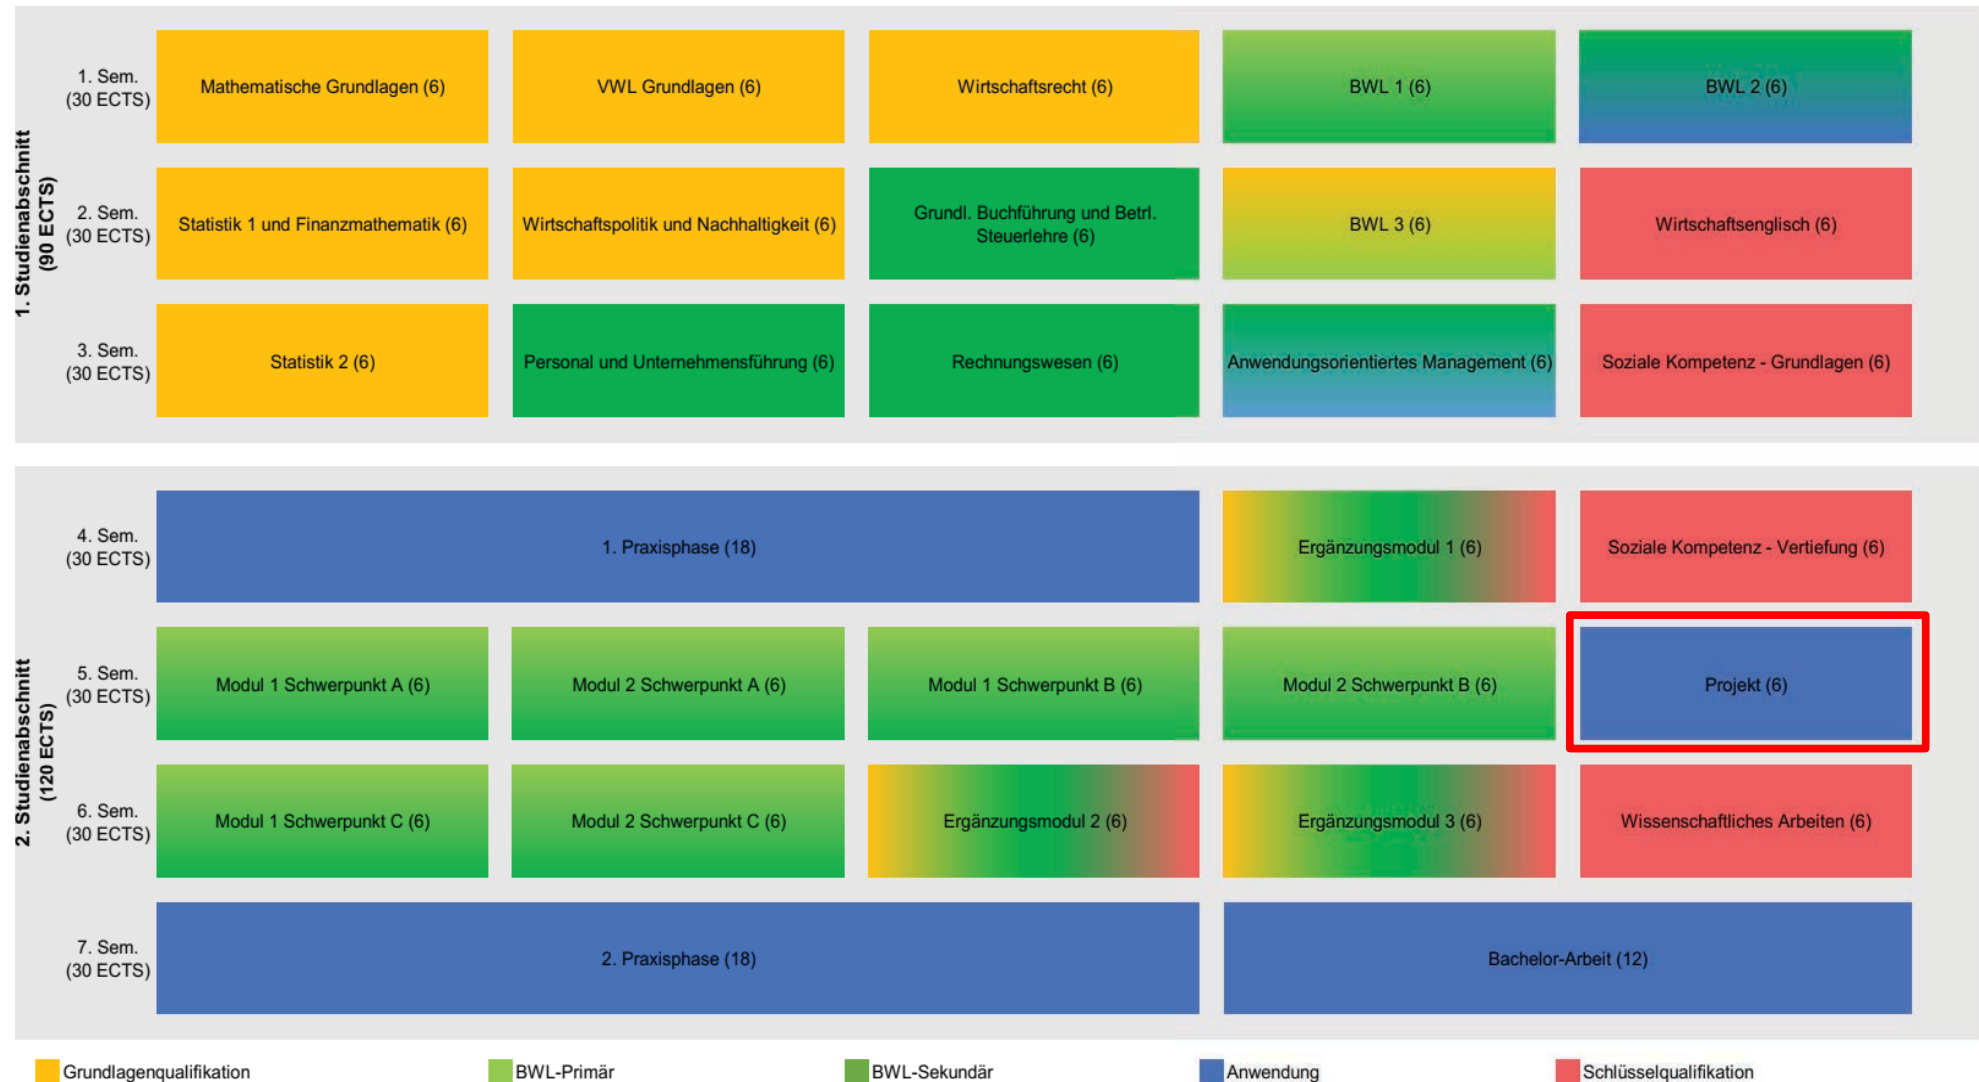 1. Studienabschnitt
(90 ECTS)
1. Sem.
(30 ECTS)
Mathematische Grundlagen (6)
VWL Grundlagen (6)
Wirtschaftsrecht (6)
BWL 1 (6)
BWL 2 (6)
2. Sem.
(30 ECTS)
Statistik 1 und Finanzmathematik (6)
Wirtschaftspolitik und Nachhaltigkeit (6)
Grundl. Buchführung und Betrl.
Steuerlehre (6)
BWL 3 (6)
Wirtschaftsenglisch (6)
3. Sem.
(30 ECTS)
Statistik 2 (6)
Personal und Unternehmensführung (6)
Rechnungswesen (6)
Anwendungsorientiertes Management (6)
Soziale Kompetenz - Grundlagen (6)
2. Studienabschnitt
(120 ECTS)
4. Sem.
(30 ECTS)
1. Praxisphase (18)
Ergänzungsmodul 1 (6)
Soziale Kompetenz - Vertiefung (6)
5. Sem.
(30 ECTS)
Modul 1 Schwerpunkt A (6)
Modul 2 Schwerpunkt A (6)
Modul 1 Schwerpunkt B (6)
Modul 2 Schwerpunkt B (6)
Projekt (6)
6. Sem.
(30 ECTS)
Modul 1 Schwerpunkt C (6)
Modul 2 Schwerpunkt C (6)
Ergänzungsmodul 2 (6)
Ergänzungsmodul 3 (6)
Wissenschaftliches Arbeiten (6)
7. Sem.
(30 ECTS)
2. Praxisphase (18)
Bachelor-Arbeit (12)
Grundlagenqualifikation
BWL-Primär
BWL-Sekundär
Anwendung
Schlüsselqualifikation